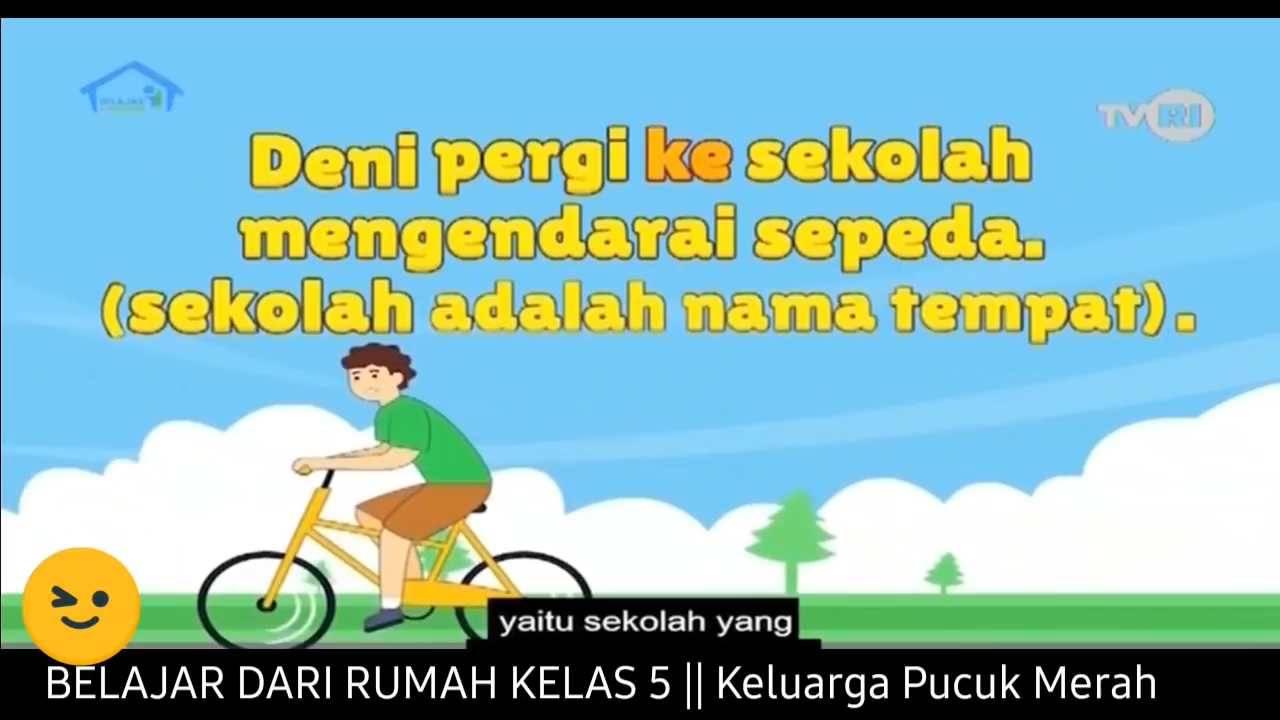 BELAJAR
TVRI
Deni pergi ke sekolah
mengendarai sepeda.
(sekolah adalah nama tempat).
yaitu sekolah yang
BELAJAR DARI RUMAH KELAS 5 || Keluarga Pucuk Merah